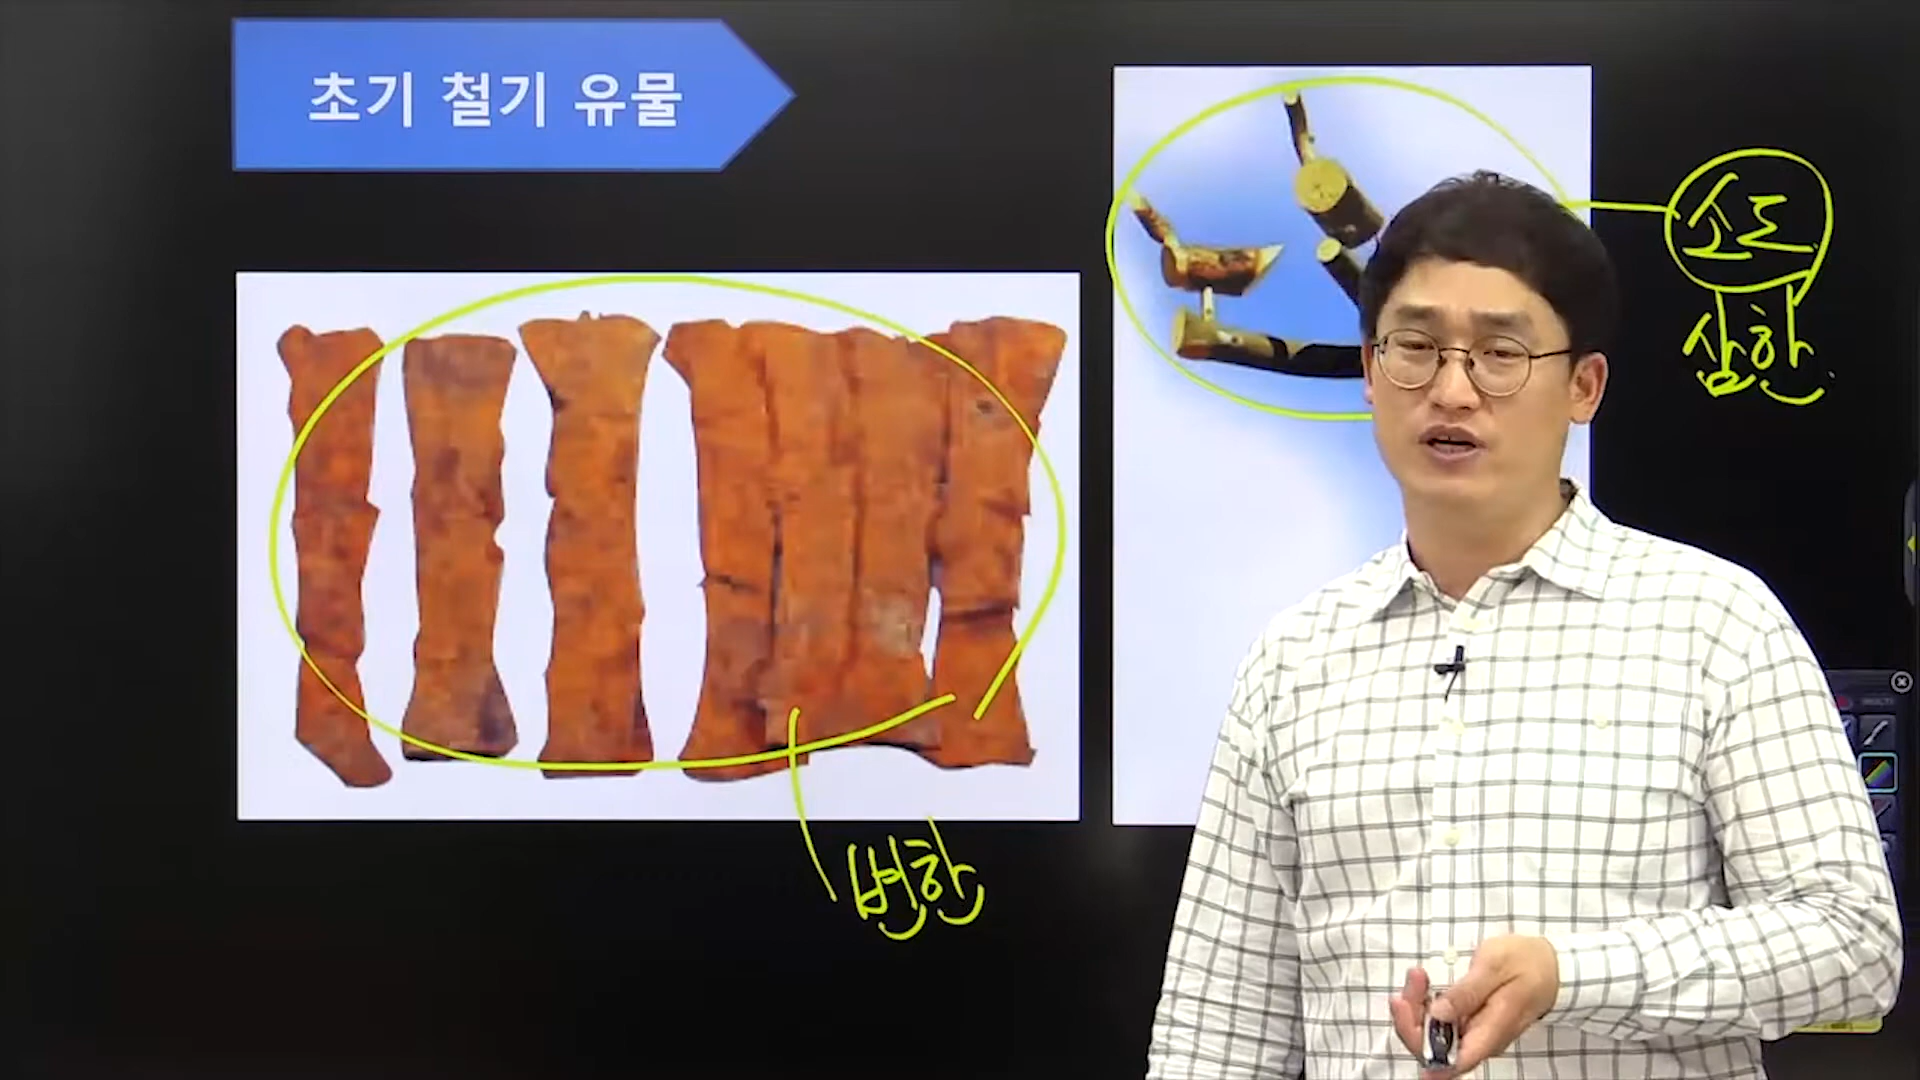 초기 철기 유물
소도
삼한
변한